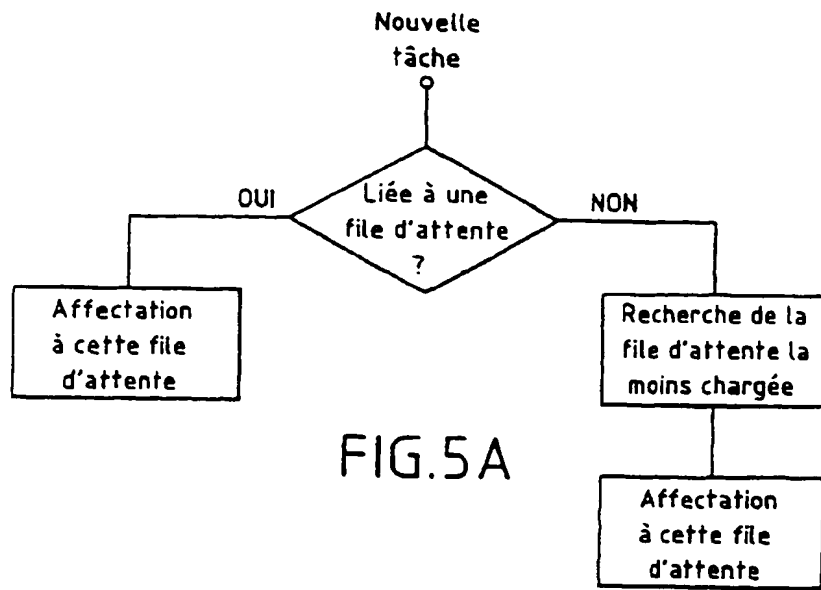 Nouvelle
tâche
OUI
Liée à une
file d'attente
?
NON
Affectation
à cette file
d'attente
Recherche de la
file d'attente la
moins chargée
FIG.5A
Affectation
à cette file
d'attente